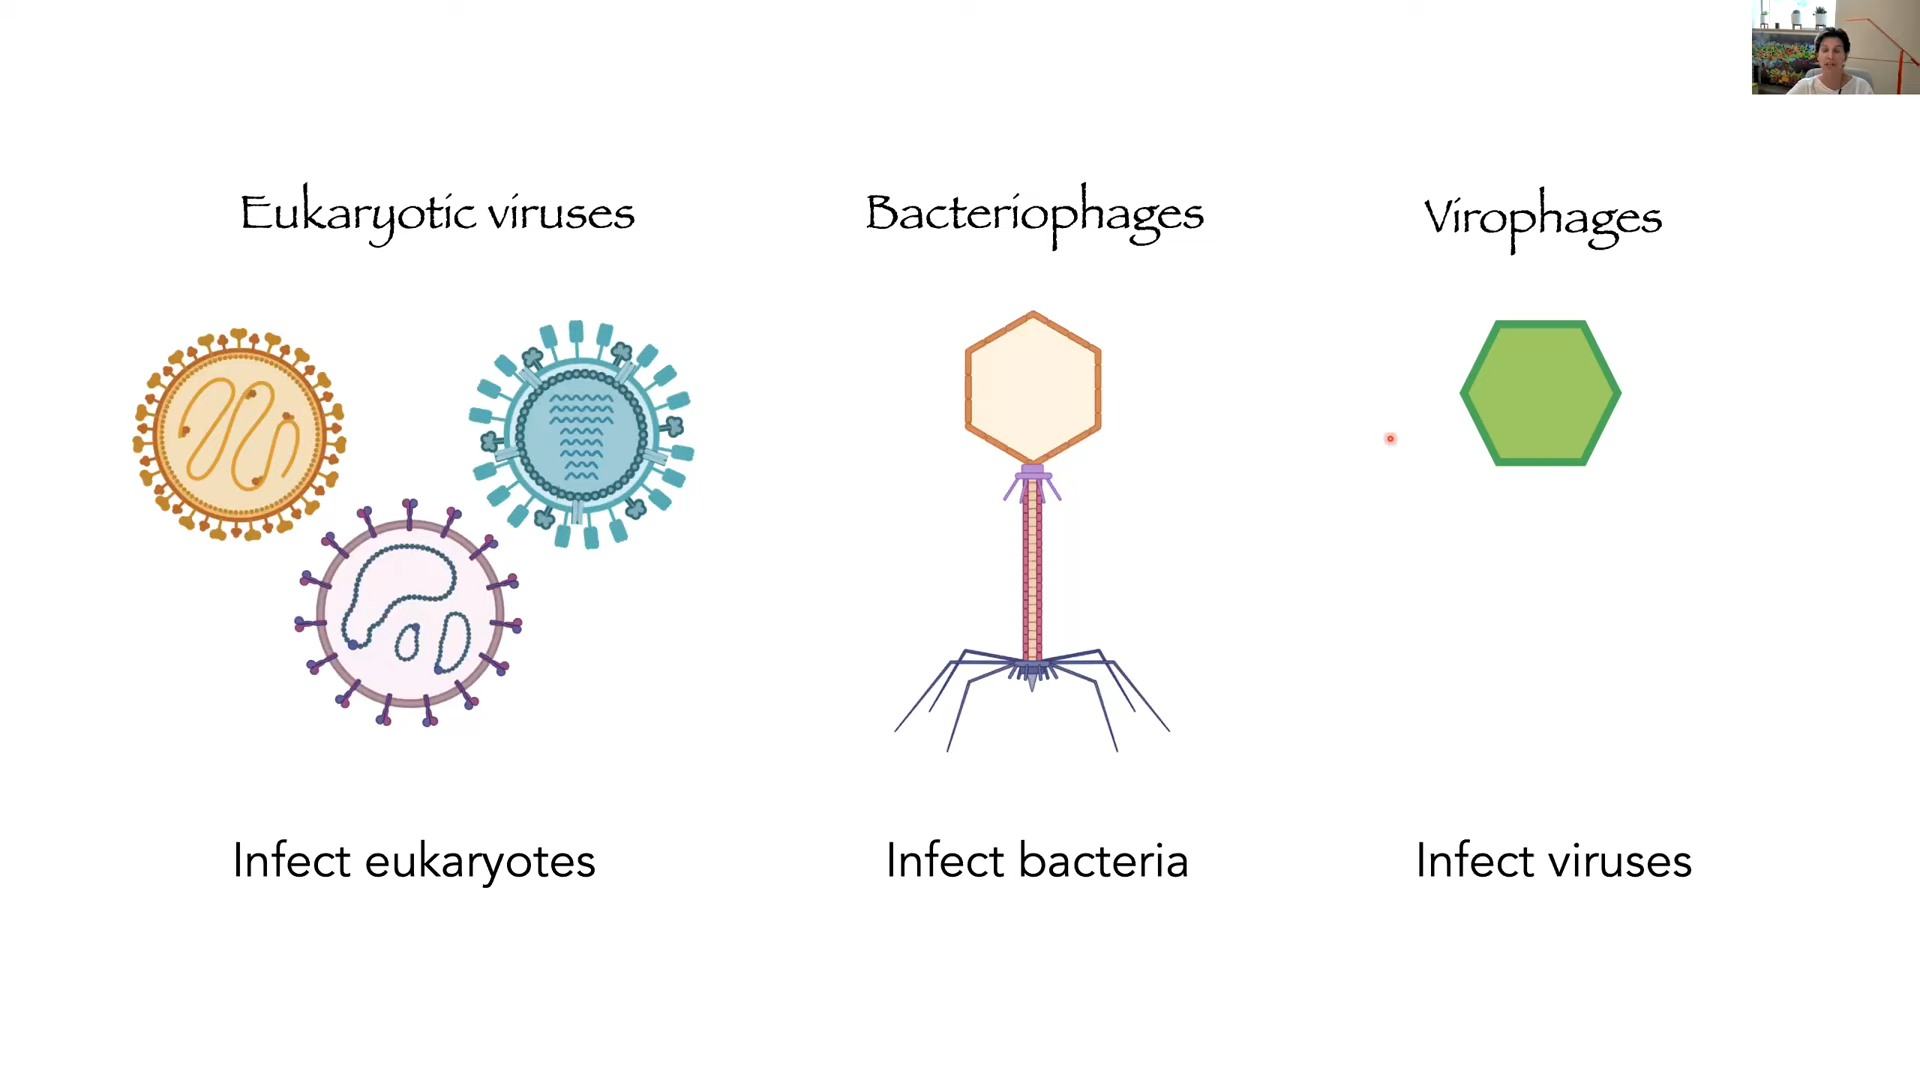 Eukaryotic viruses
Bacteriophages
Virophages
Infect eukaryotes
Infect bacteria
Infect viruses